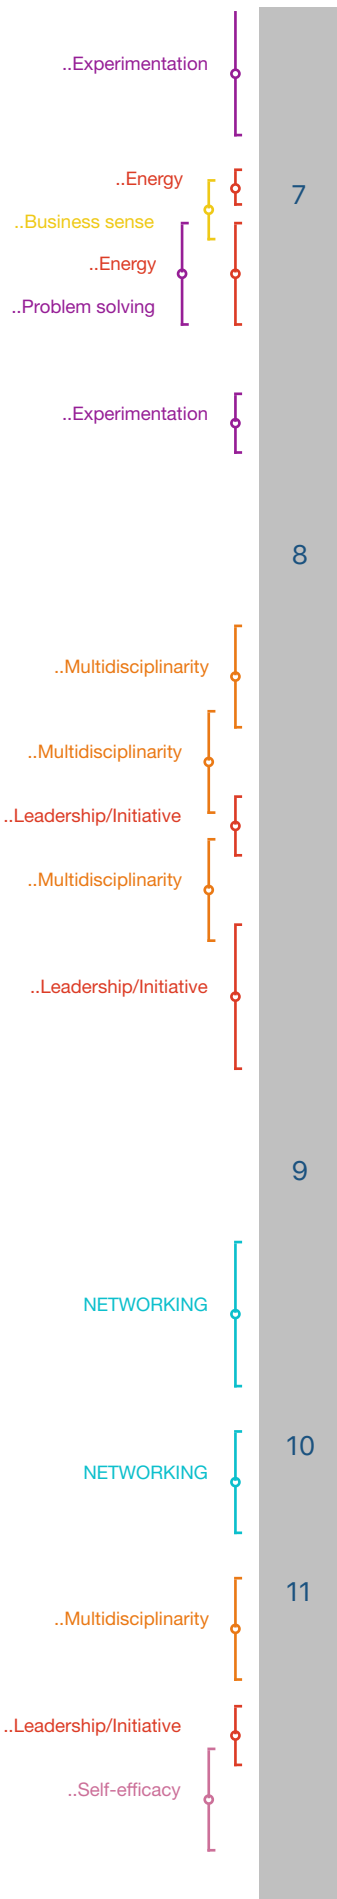 ..Experimentation
..Energy
7
..Business sense
..Energy
..Problem solving
..Experimentation
8
..Multidisciplinarity
..Multidisciplinarity
..Leadership/Initiative
..Multidisciplinarity
..Leadership/Initiative
9
NETWORKING
10
NETWORKING
11
..Multidisciplinarity
..Leadership/Initiative
..Self-efficacy